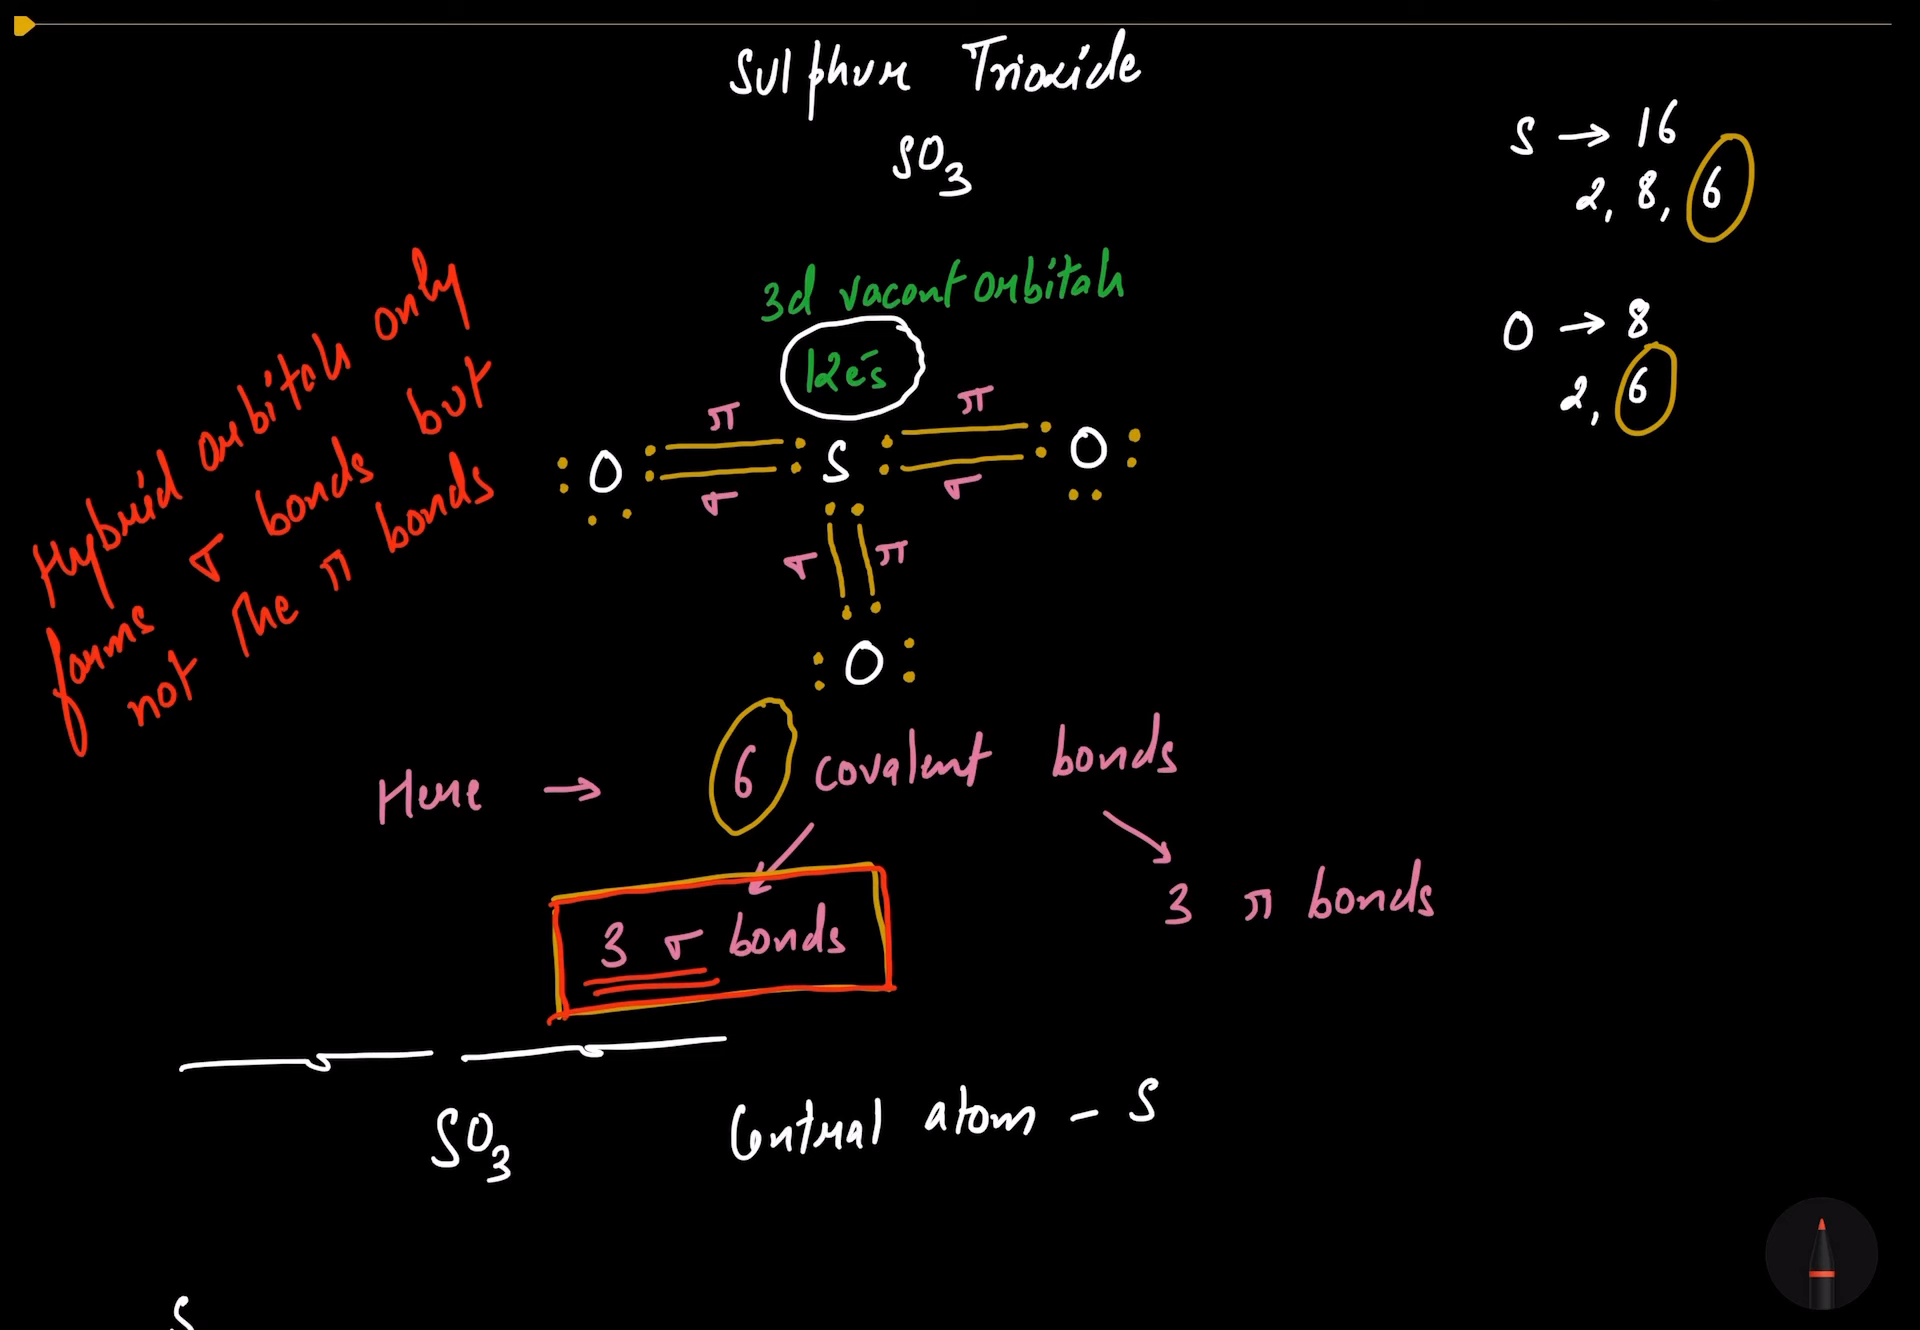 Sulphur Trioxide
SO3
S → 16
2, 8, 6
O → 8
2, 6
3d vacant orbitals
12 e⁻s
Hybrid orbitals only
forms σ bonds but
not the π bonds
π π
:O: :S: :O:
σ σ
σ π
:O:
Here → 6 covalent bonds
3 σ bonds
3 π bonds
SO3 Central atom - S
S